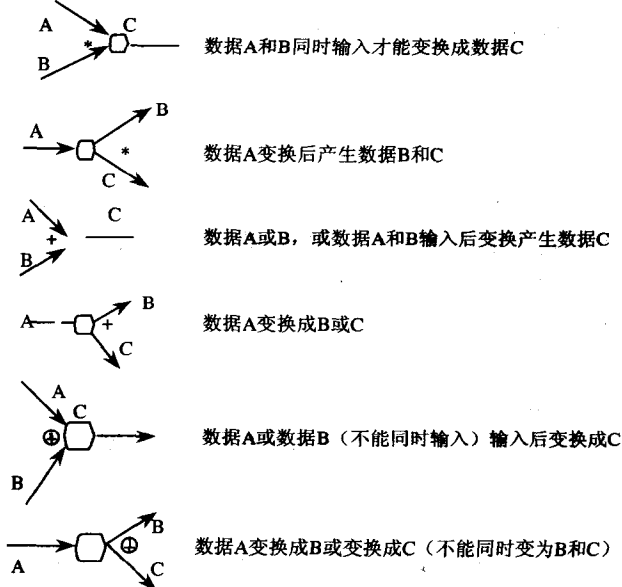 A C
* B
数据A和B同时输入才能变换成数据C
B
A
*
C
数据A变换后产生数据B和C
A C
+
B
数据A或B，或数据A和B输入后变换产生数据C
B
A +
C
数据A变换成B或C
A
C
⊕
B
数据A或数据B（不能同时输入）输入后变换成C
B
⊕
A C
数据A变换成B或变换成C（不能同时变为B和C）